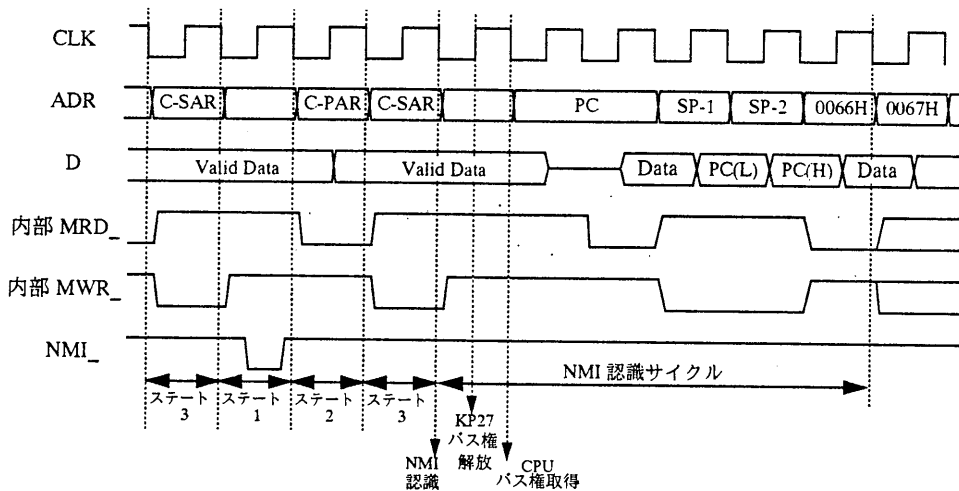 CLK
ADR
C-SAR
C-PAR
C-SAR
PC
SP-1
SP-2
0066H
0067H
D
Valid Data
Valid Data
Data
PC(L)
PC(H)
Data
内部 MRD_
内部 MWR_
NMI_
NMI 認識サイクル
ステート
3
ステート
1
ステート
2
ステート
3
KP27
バス権
解放
NMI
認識
CPU
バス権取得